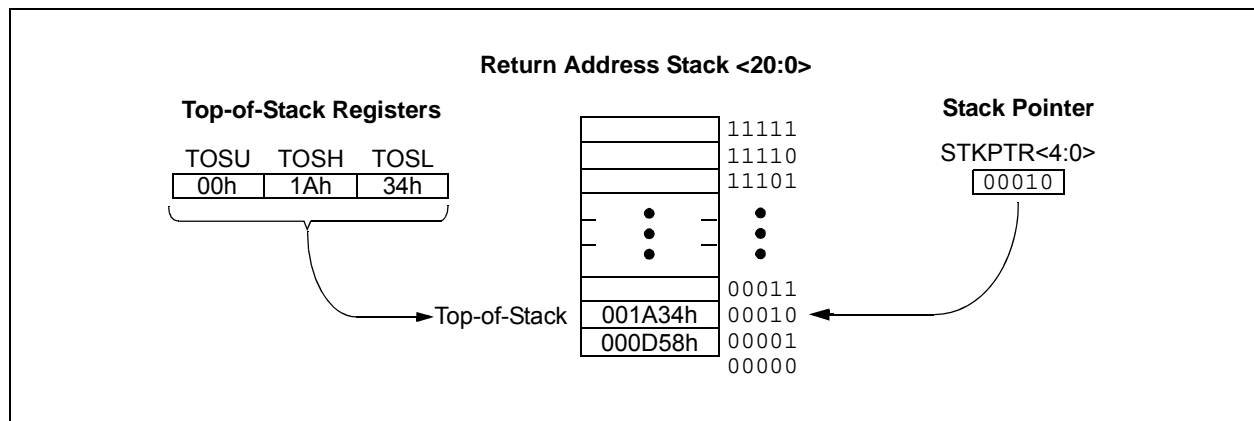 Return Address Stack <20:0>
Top-of-Stack Registers
Stack Pointer
TOSU TOSH TOSL
STKPTR<4:0>
00h 1Ah 34h
00010
11111
11110
11101
00011
Top-of-Stack 001A34h 00010
000D58h 00001
00000